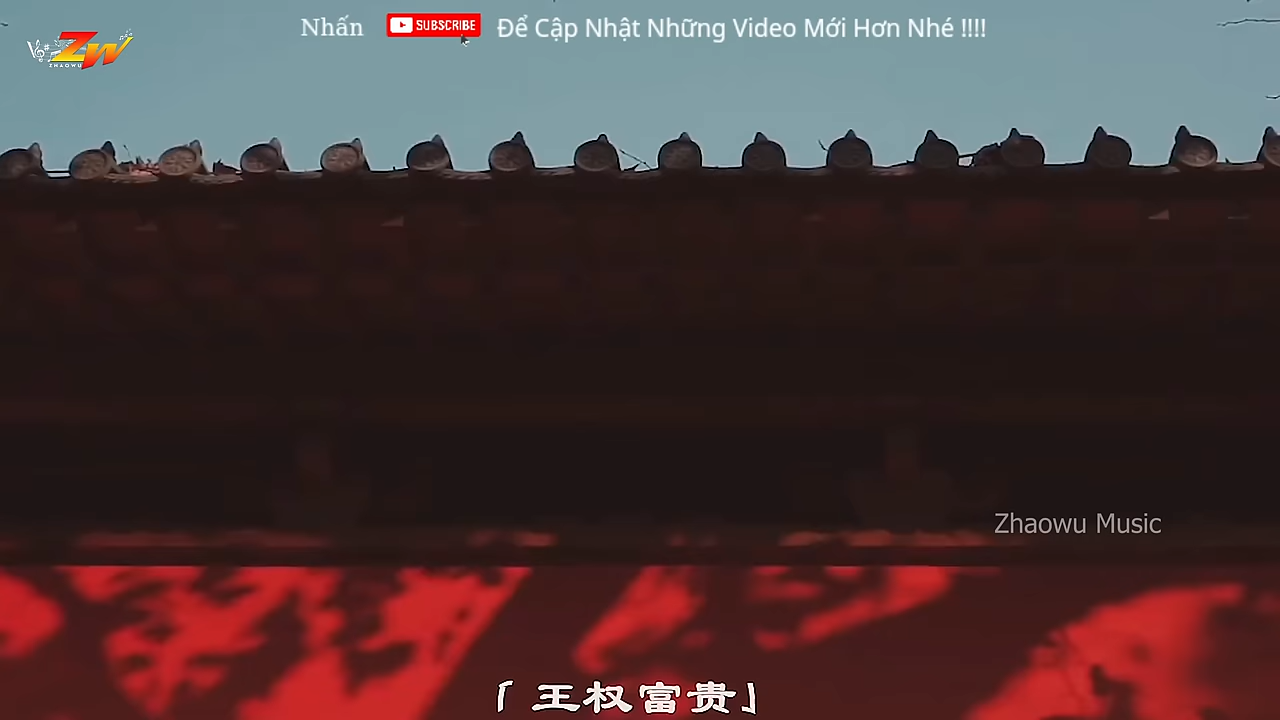 Nhấn SUBSCRIBE Để Cập Nhật Những Video Mới Hơn Nhé !!!!
ZW
ZHAOWU
Zhaowu Music
「王权富贵」